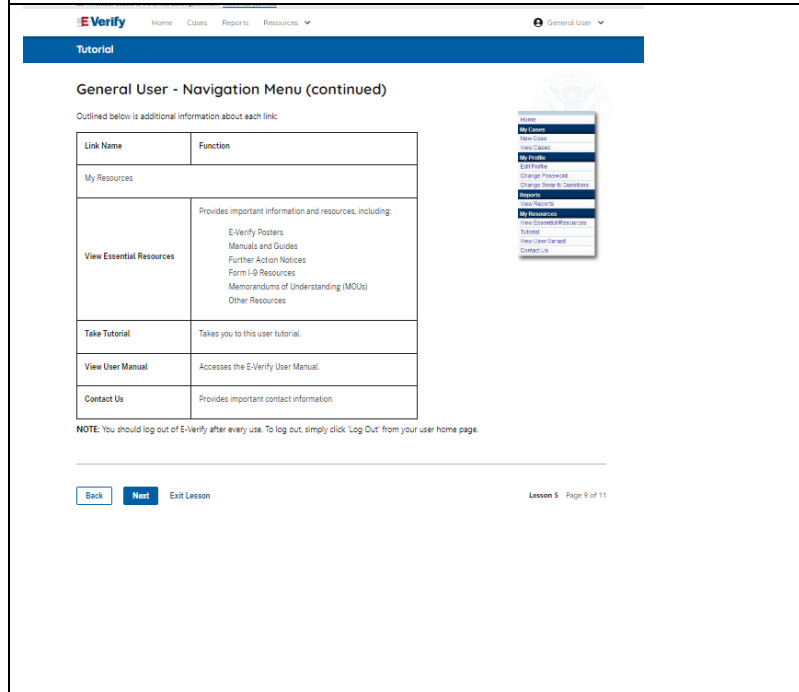 E-Verify
Home Cases Reports Resources
General User
Tutorial
General User - Navigation Menu (continued)
Outlined below is additional information about each link:
Link Name Function
My Resources
View Essential Resources
Provides important information and resources, including:
E-Verify Posters
Manuals and Guides
Further Action Notices
Form I-9 Resources
Memorandums of Understanding (MOUs)
Other Resources
Take Tutorial Takes you to this user tutorial.
View User Manual Accesses the E-Verify User Manual.
Contact Us Provides important contact information.
NOTE: You should log out of E-Verify after every use. To log out, simply click 'Log Out' from your user home page.
Home
My Cases
New Case
View Cases
My Profile
Edit Profile
Change Password
Change Security Questions
Reports
View Reports
My Resources
View Essential Resources
Tutorial
View User Manual
Contact Us
Back Next Exit Lesson
Lesson 5 Page 9 of 11